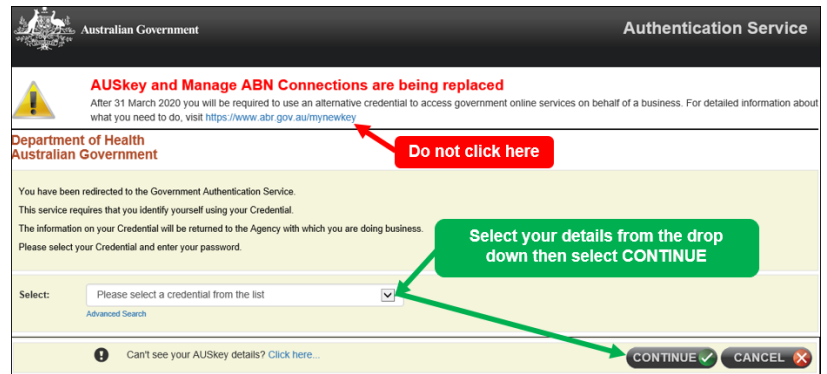 Australian Government
Authentication Service
AUSkey and Manage ABN Connections are being replaced
After 31 March 2020 you will be required to use an alternative credential to access government online services on behalf of a business. For detailed information about
what you need to do, visit https://www.abr.gov.au/mynewkey
Do not click here
Department of Health
Australian Government
You have been redirected to the Government Authentication Service.
This service requires that you identify yourself using your Credential.
The information on your Credential will be returned to the Agency with which you are doing business.
Please select your Credential and enter your password.
Select your details from the drop
down then select CONTINUE
Select:
Please select a credential from the list
Advanced Search
Can't see your AUSkey details? Click here...
CONTINUE
CANCEL